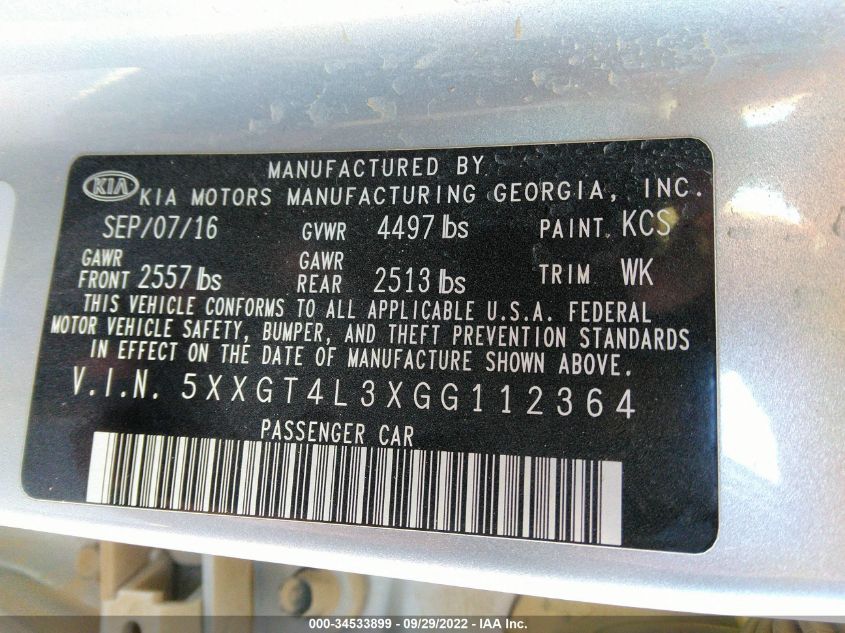 MANUFACTURED BY
KIA KIA MOTORS MANUFACTURING GEORGIA, INC.
SEP/07/16 GVWR 4497 lbs PAINT. KCS
GAWR FRONT 2557 lbs GAWR REAR 2513 lbs TRIM WK
THIS VEHICLE CONFORMS TO ALL APPLICABLE U.S.A. FEDERAL
MOTOR VEHICLE SAFETY, BUMPER, AND THEFT PREVENTION STANDARDS
IN EFFECT ON THE DATE OF MANUFACTURE SHOWN ABOVE.
V.I.N. 5XXGT4L3XGG112364
PASSENGER CAR
000-34533899 - 09/29/2022 - IAA Inc.